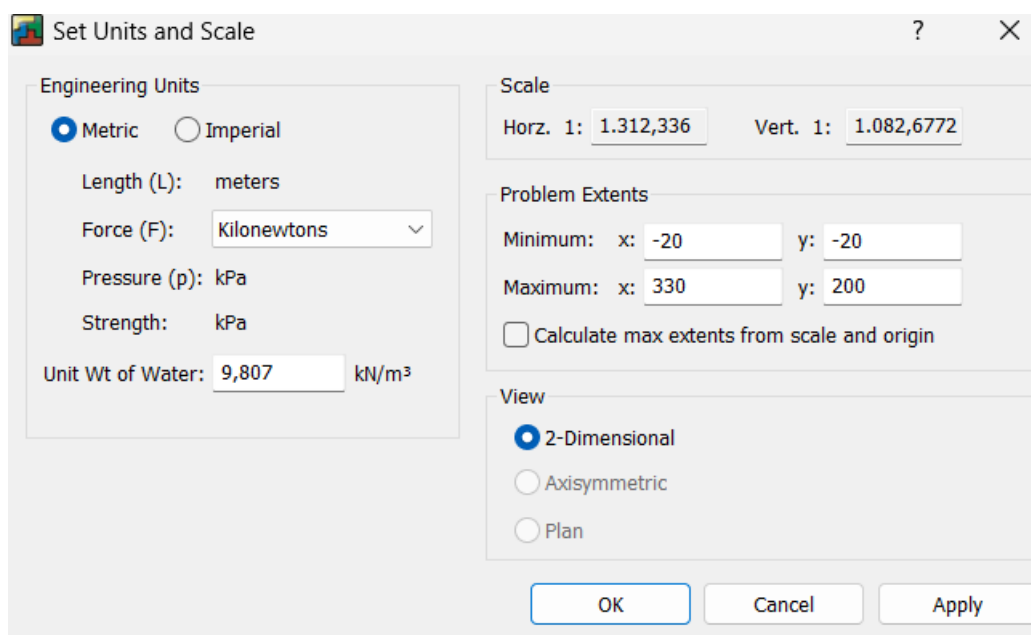 Set Units and Scale
?
Engineering Units
Metric
Imperial
Length (L): meters
Force (F): Kilonewtons
Pressure (p): kPa
Strength: kPa
Unit Wt of Water: 9,807 kN/m³
Scale
Horz. 1: 1.312,336 Vert. 1: 1.082,6772
Problem Extents
Minimum: x: -20 y: -20
Maximum: x: 330 y: 200
Calculate max extents from scale and origin
View
2-Dimensional
Axisymmetric
Plan
OK Cancel Apply